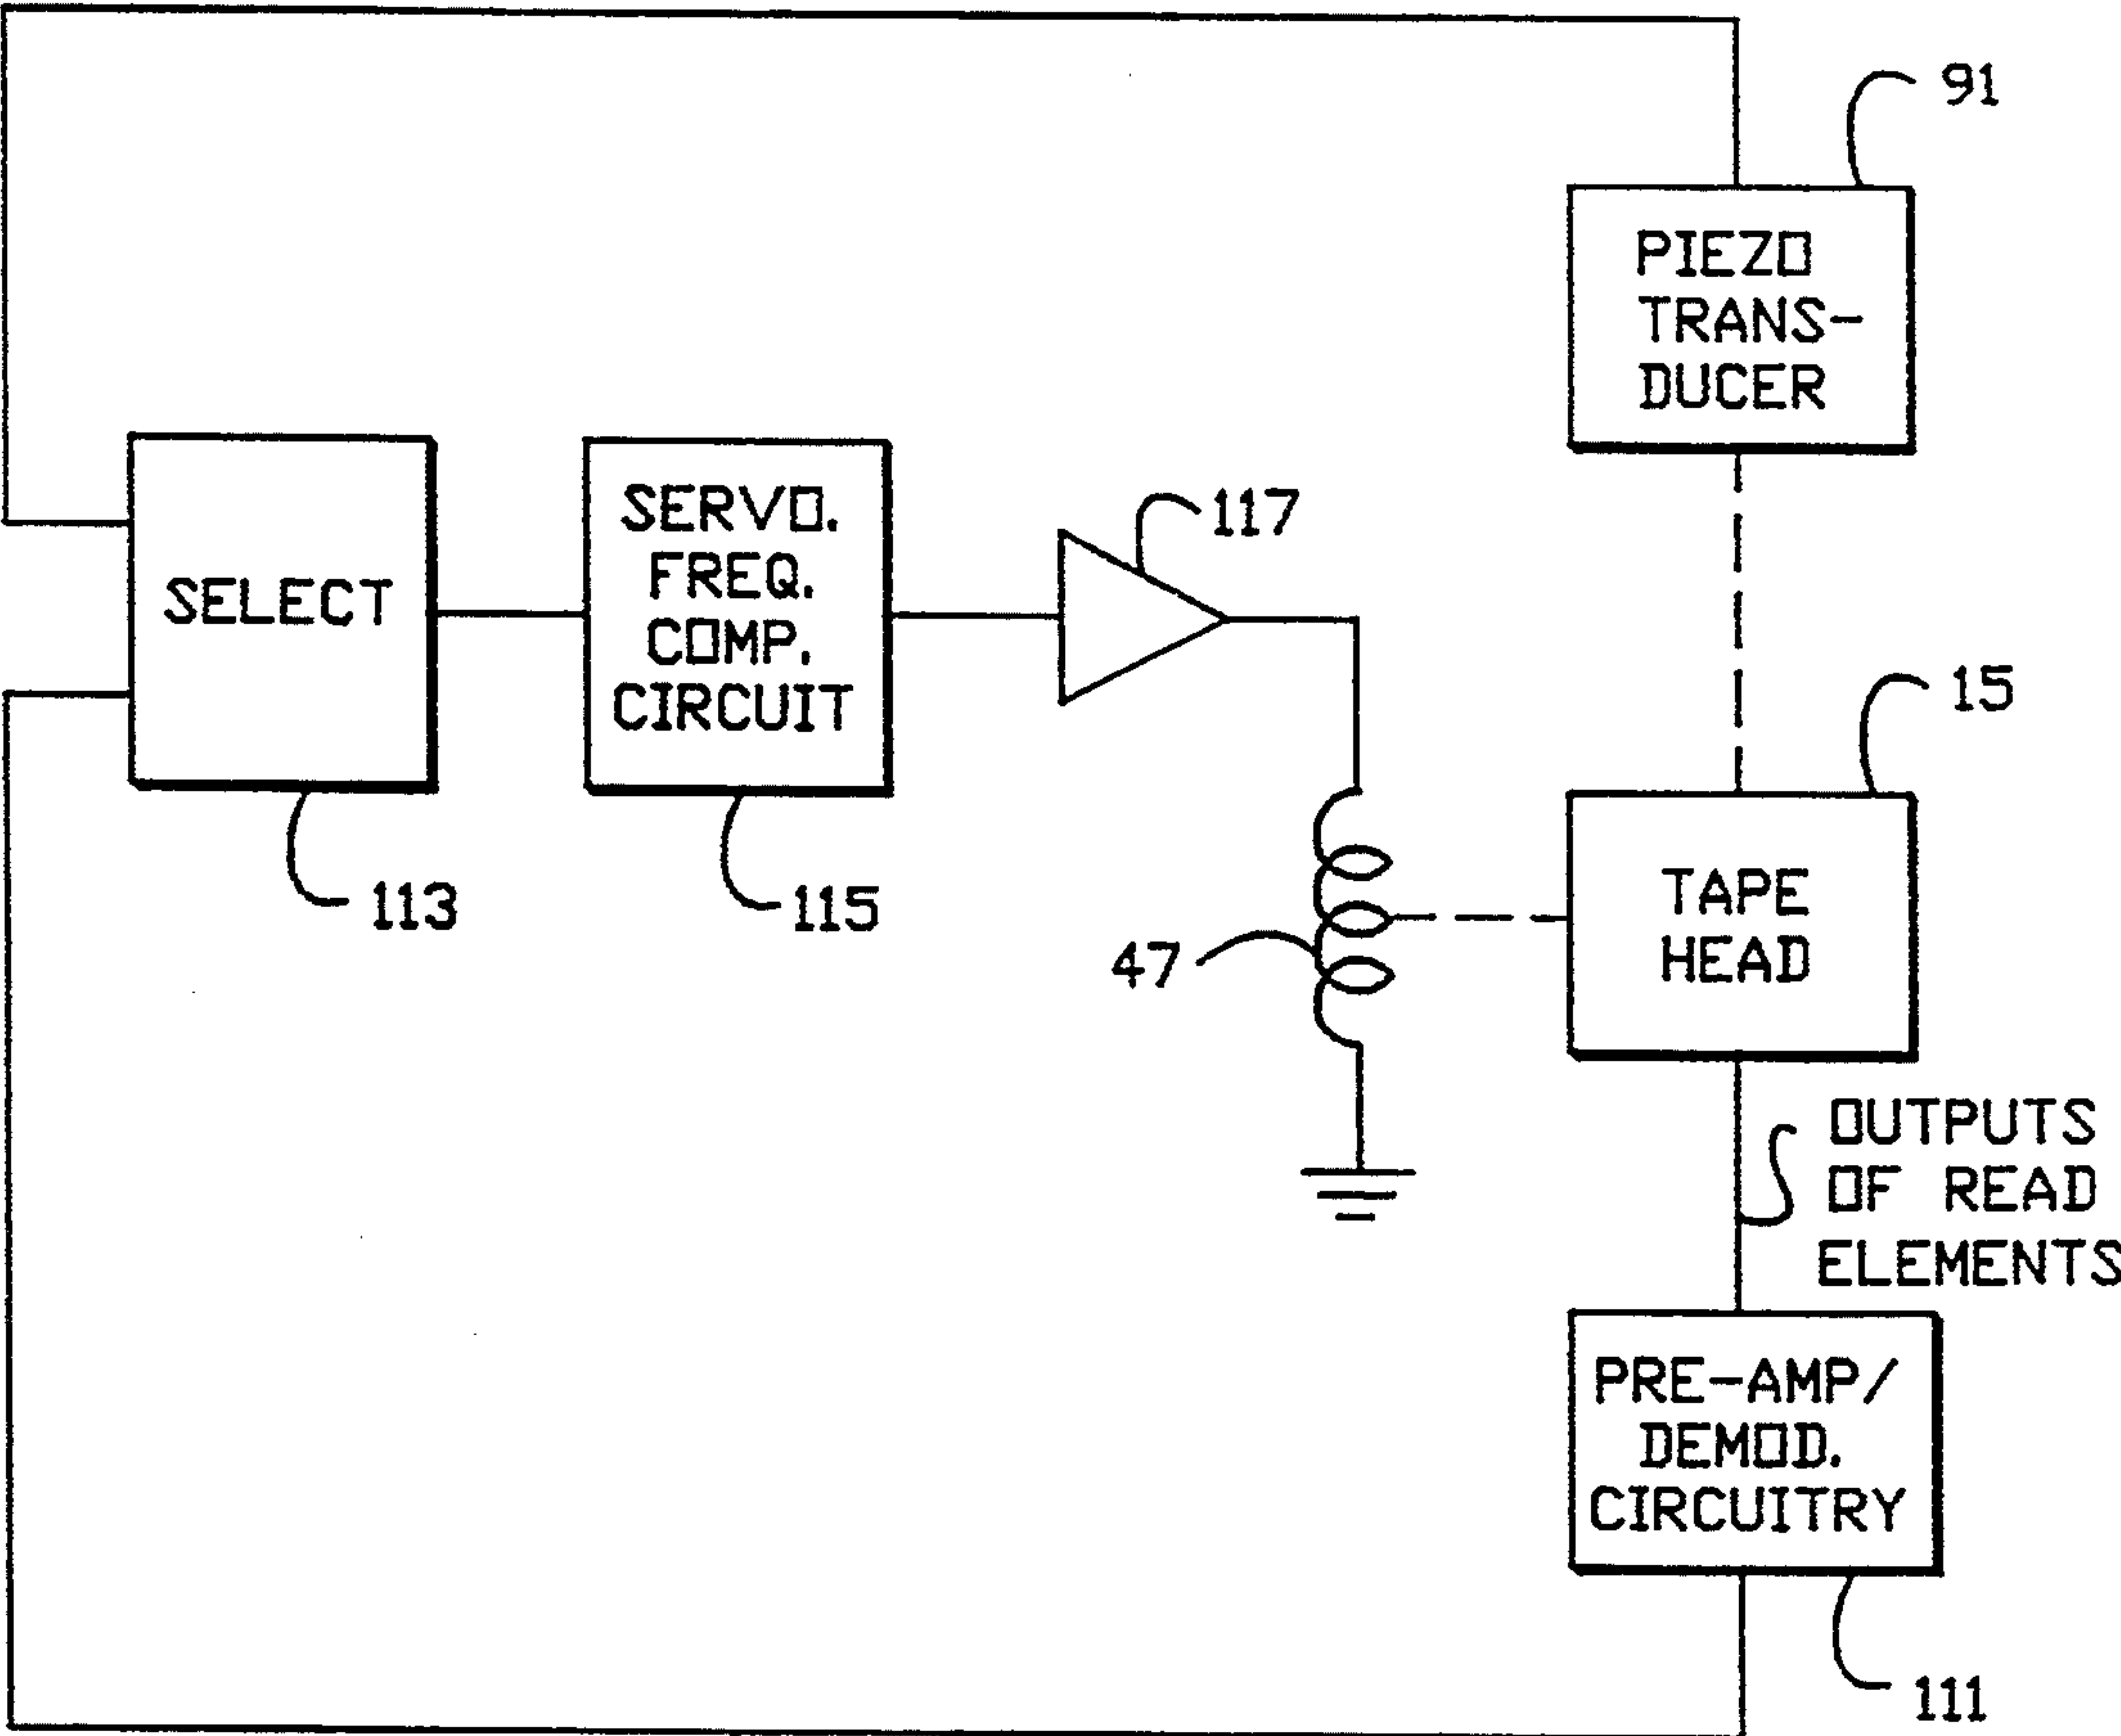 91
PIEZO
TRANS-
DUCER
SELECT
113
SERVO.
FREQ.
COMP.
CIRCUIT
115
117
47
15
TAPE
HEAD
OUTPUTS
OF READ
ELEMENTS
PRE-AMP/
DEMOD.
CIRCUITRY
111